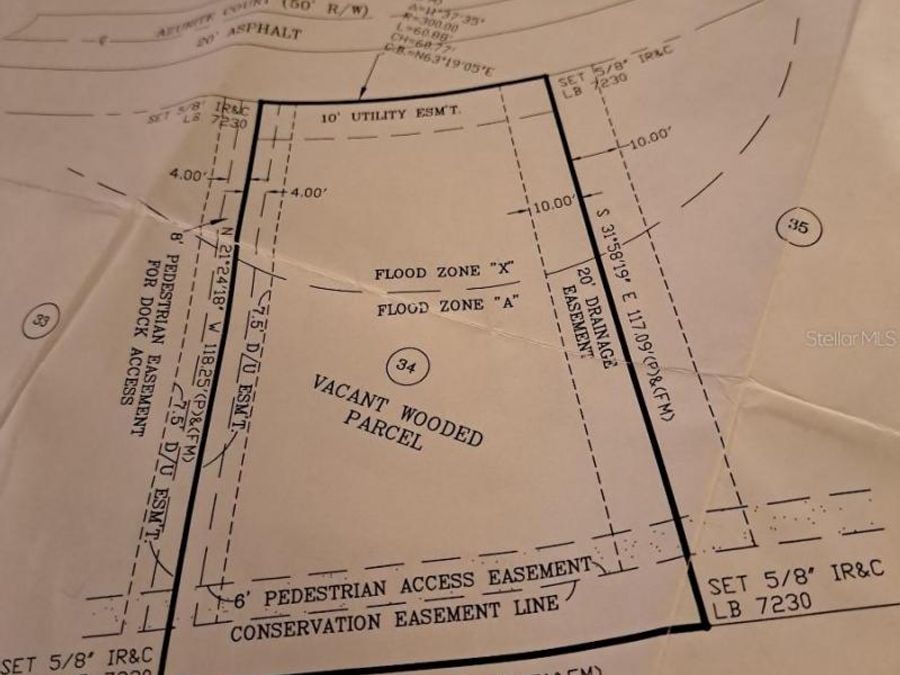 AZURITE COURT (50' R/W)
20' ASPHALT
R=300.00
L=60.88'
CH=60.77'
C.B.=N63°19'05"E
SET 5/8" IR&C
LB 7230
SET 5/8" IR&C
LB 7230
10' UTILITY ESM'T.
10.00'
4.00'
4.00'
10.00'
35
8' PEDESTRIAN EASEMENT
FOR DOCK ACCESS
N 21°24'18" W 118.25'(P)&(FM)
S 31°58'19" E 117.09'(P)&(FM)
FLOOD ZONE "X"
FLOOD ZONE "A"
20' DRAINAGE
EASEMENT
33
7.5' D/U ESM'T.
7.5' D/U ESM'T.
34
VACANT WOODED
PARCEL
StellarMLS
6' PEDESTRIAN ACCESS EASEMENT
CONSERVATION EASEMENT LINE
SET 5/8" IR&C
LB 7230
SET 5/8" IR&C